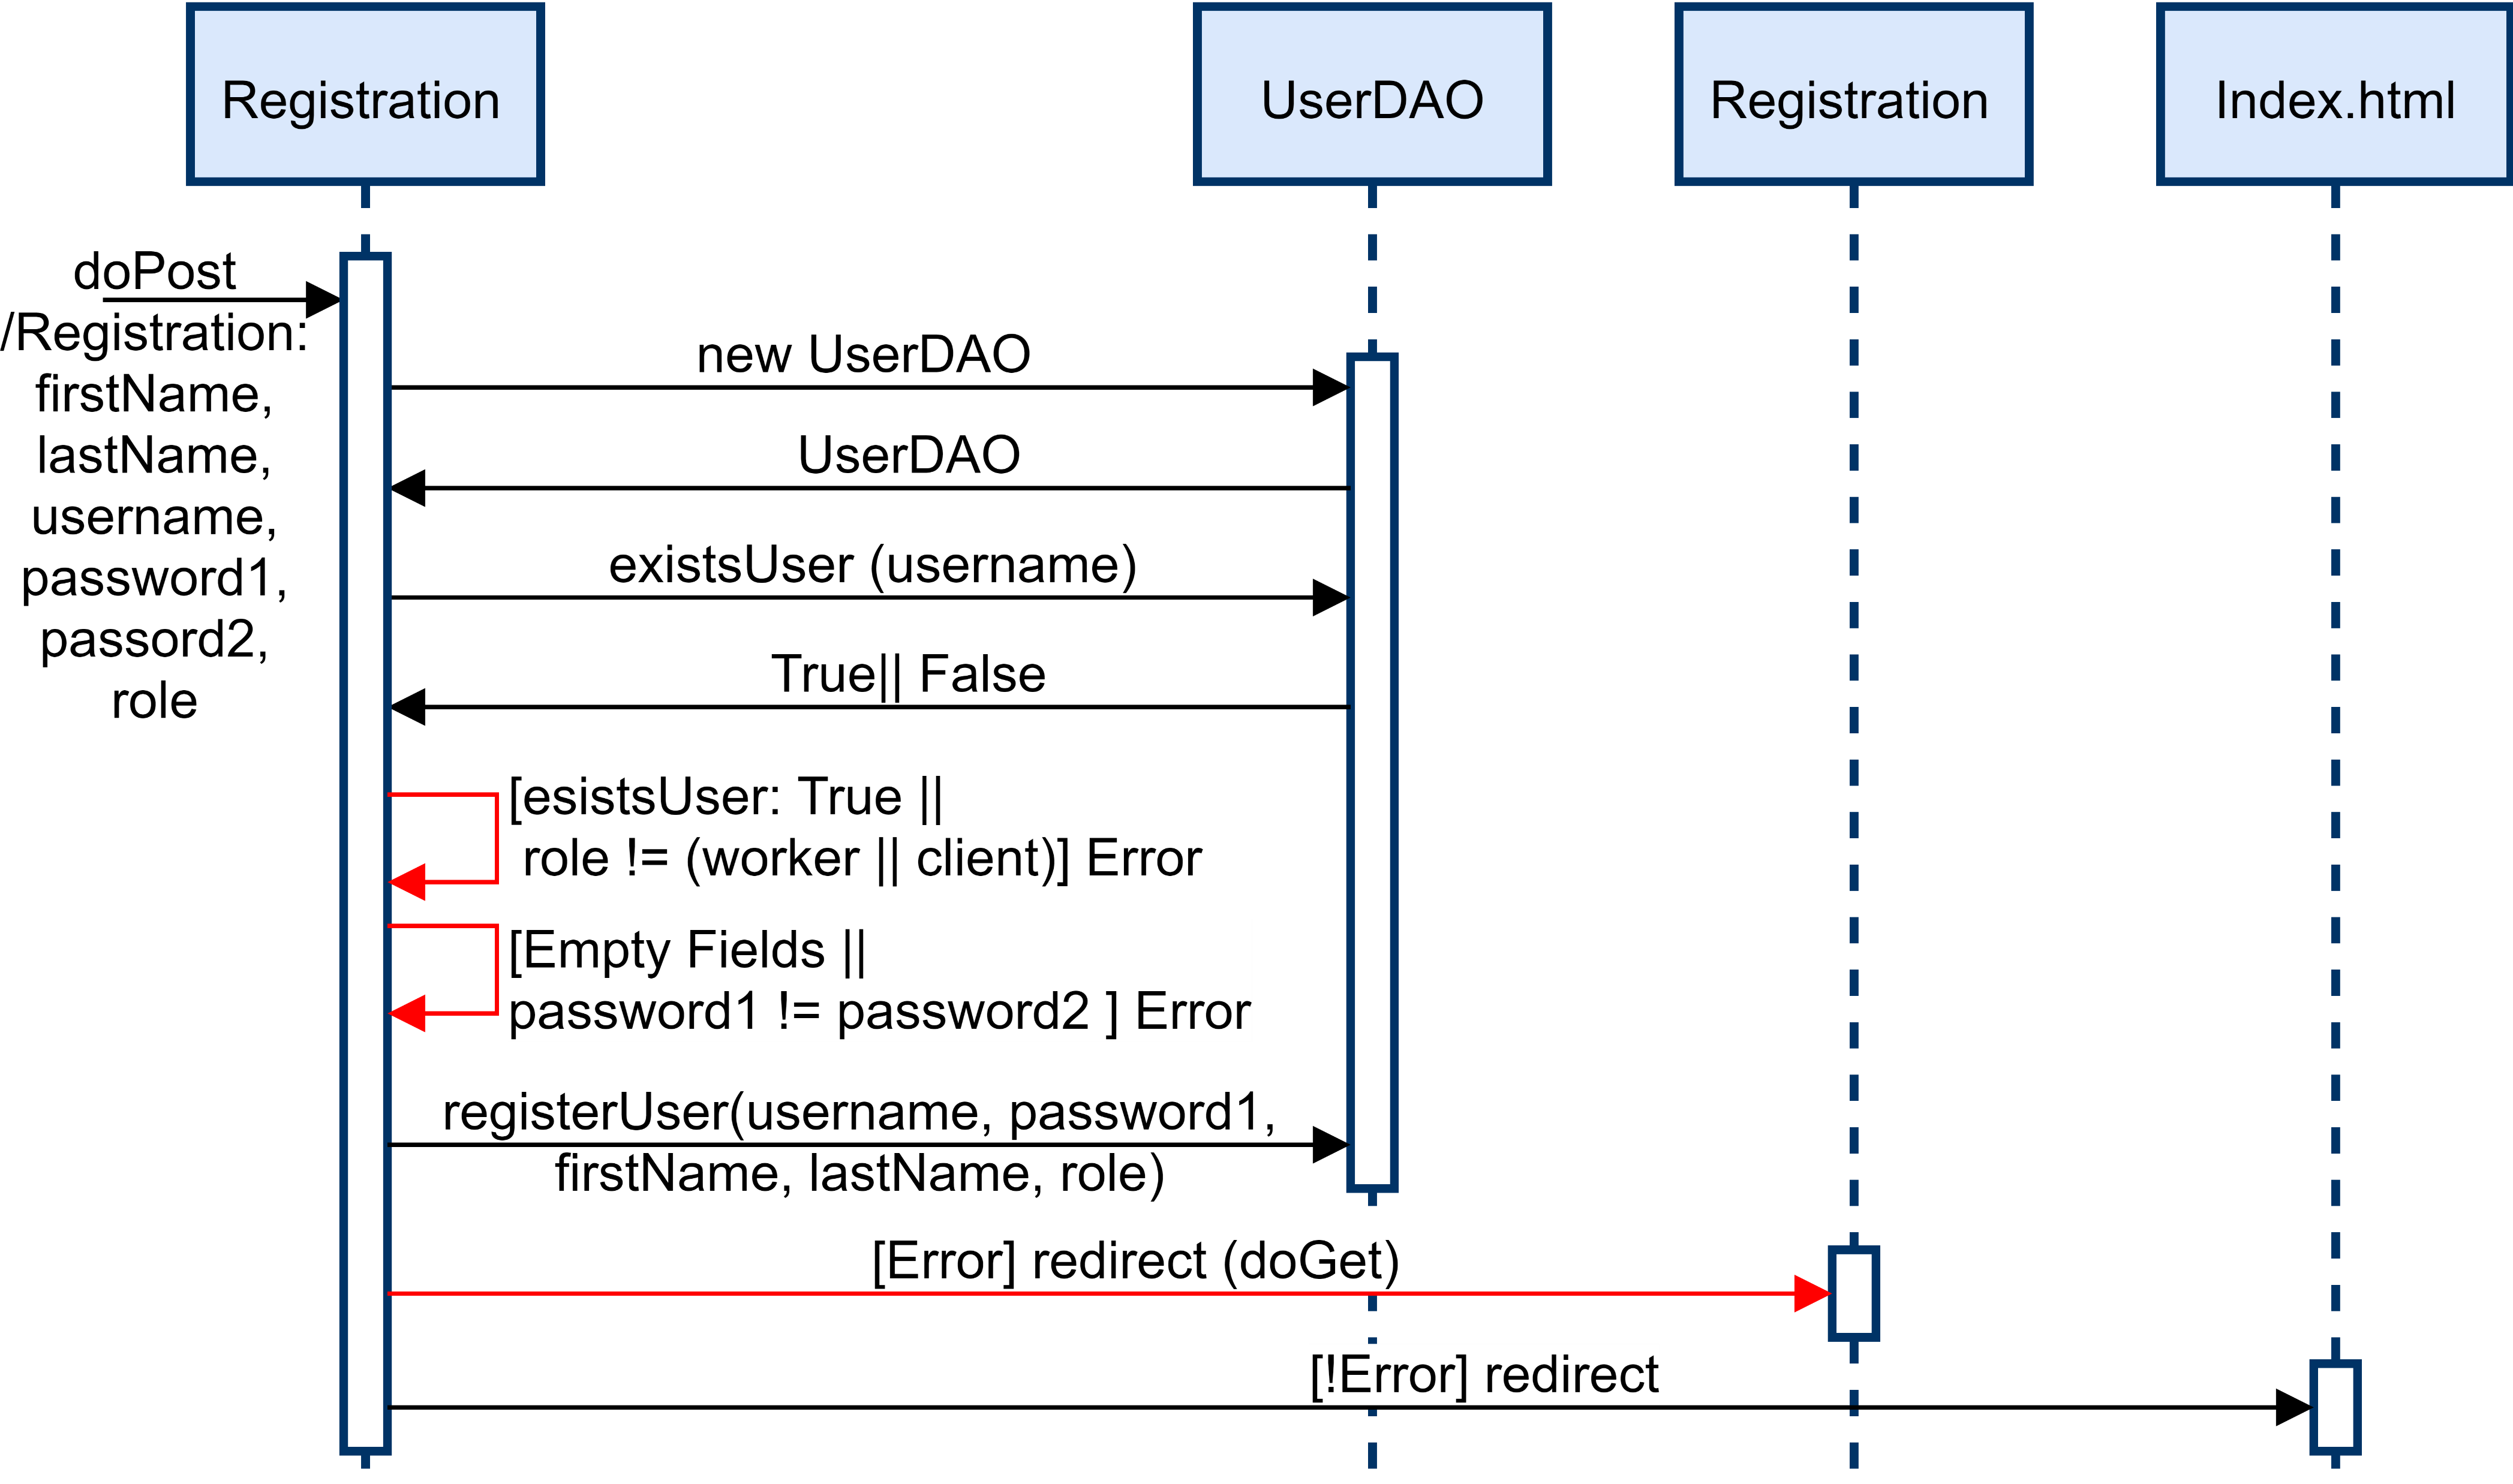 Registration
UserDAO
Registration
Index.html
doPost
/Registration:
firstName,
lastName,
username,
password1,
passord2,
role
new UserDAO
UserDAO
existsUser (username)
True|| False
[esistsUser: True ||
role != (worker || client)] Error
[Empty Fields ||
password1 != password2 ] Error
registerUser(username, password1,
firstName, lastName, role)
[Error] redirect (doGet)
[!Error] redirect